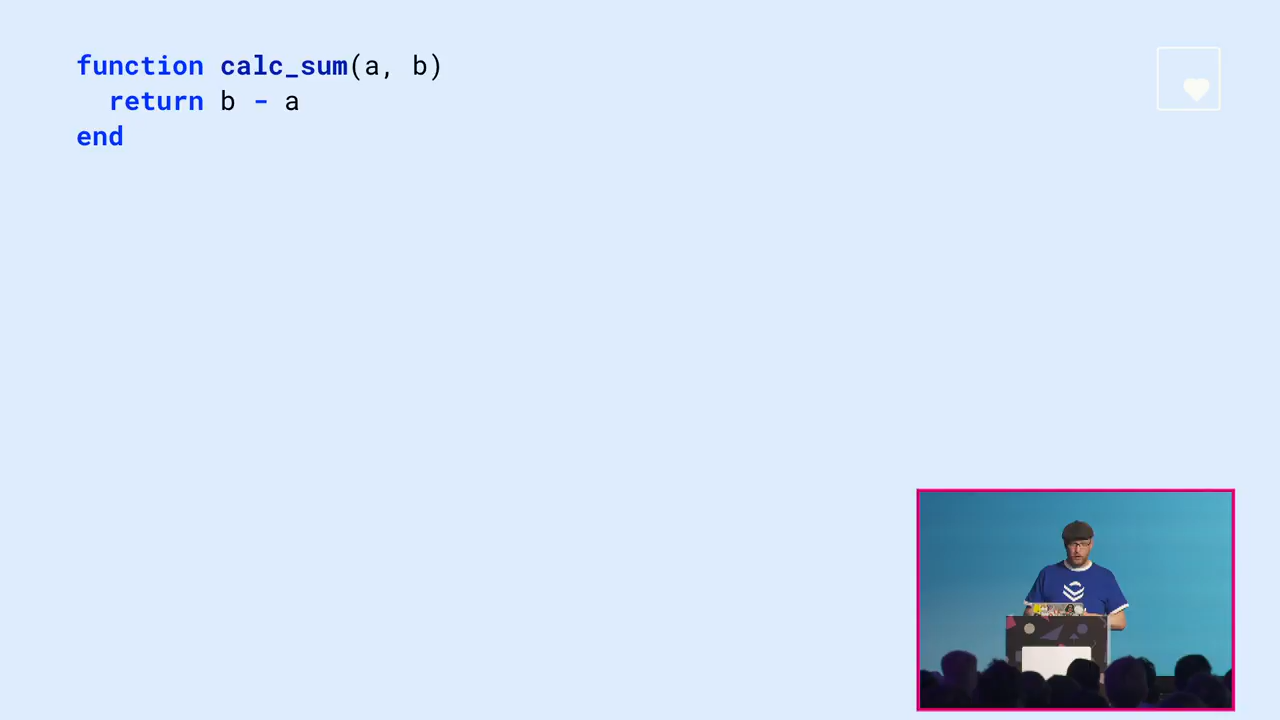 function calc_sum(a, b)
  return b - a
end